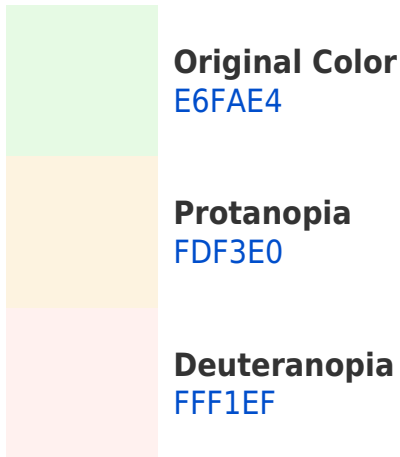 Original Color
E6FAE4
Protanopia
FDF3E0
Deuteranopia
FFF1EF